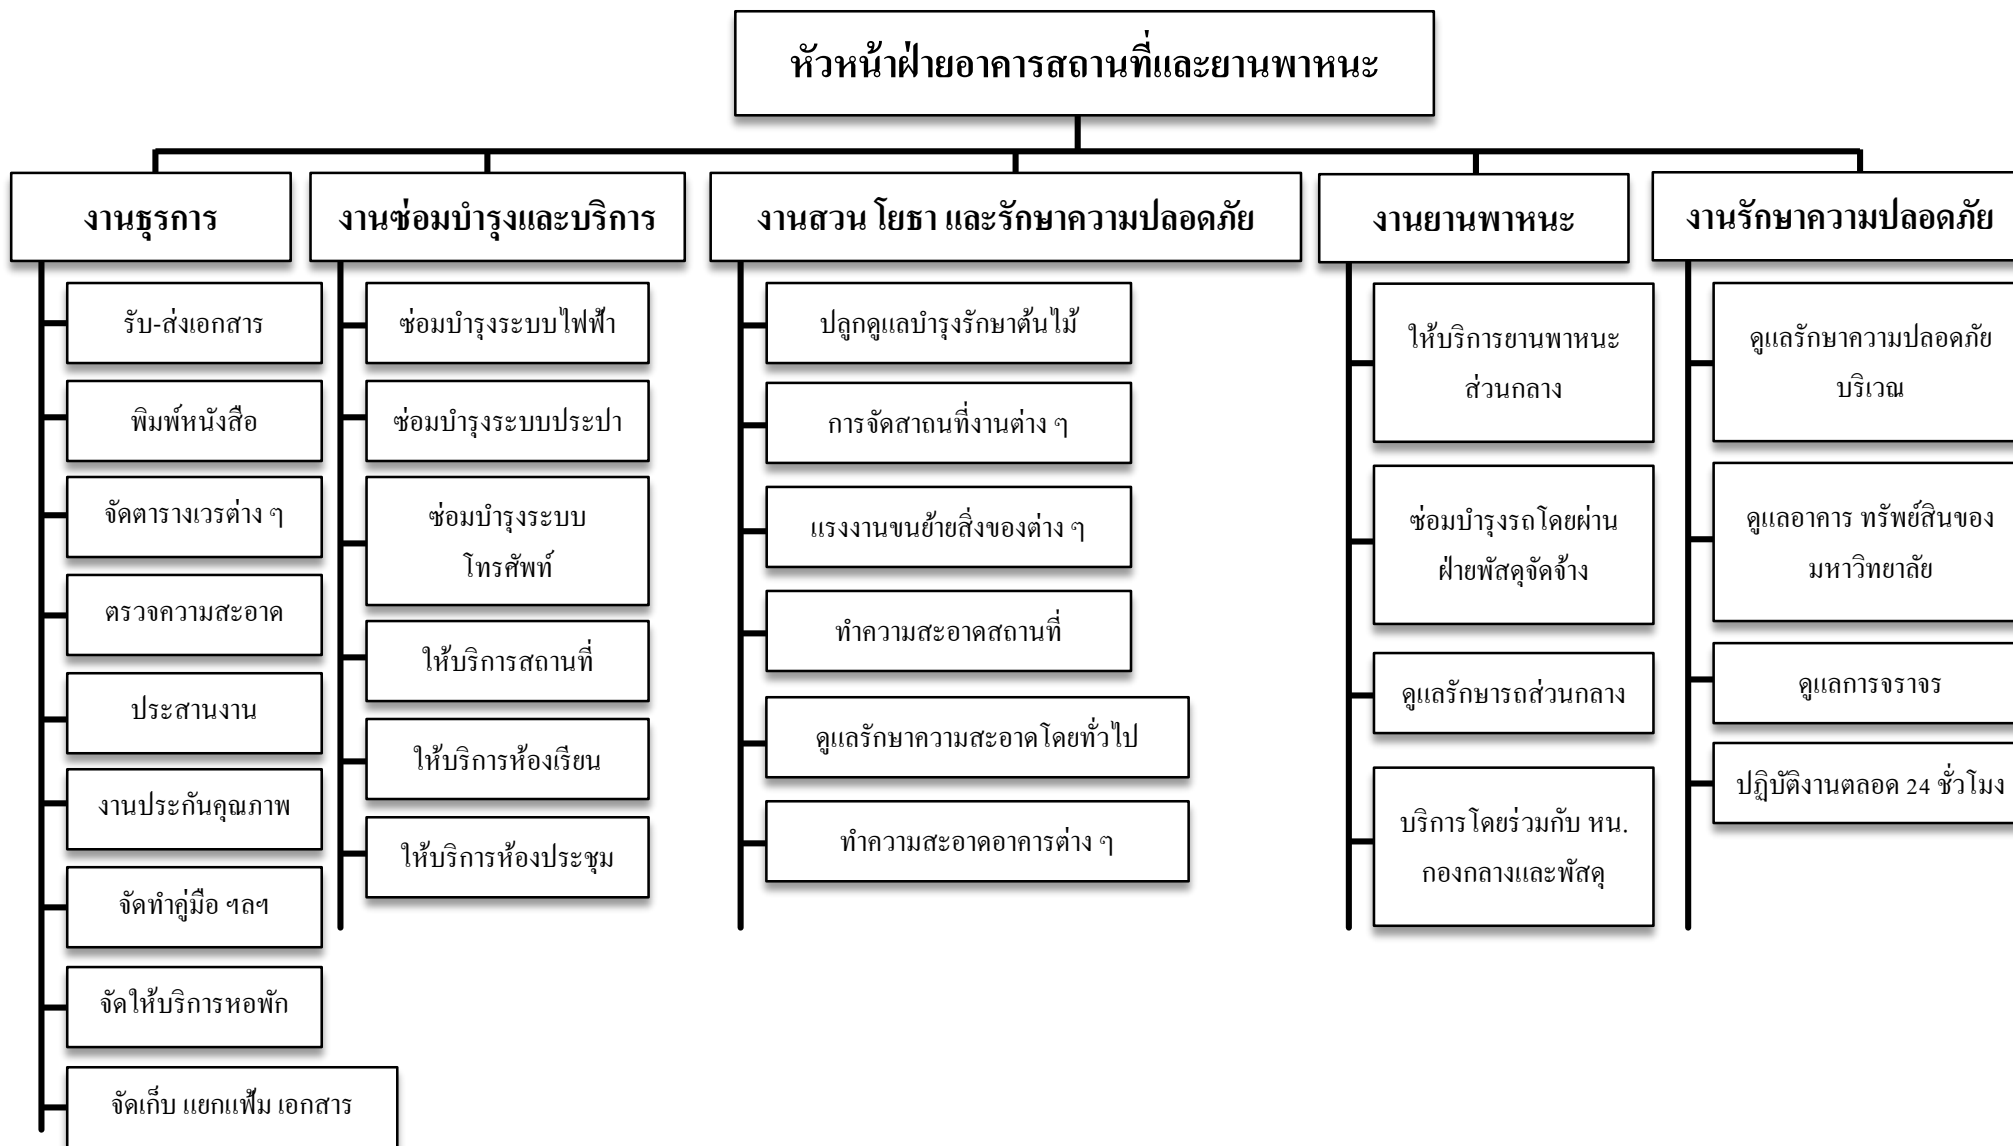 หัวหน้าฝ่ายอาคารสถานที่และยานพาหนะ
งานธุรการ
รับ-ส่งเอกสาร
พิมพ์หนังสือ
จัดตารางเวรต่าง ๆ
ตรวจความสะอาด
ประสานงาน
งานประกันคุณภาพ
จัดทำคู่มือ ฯลฯ
จัดให้บริการหอพัก
จัดเก็บ แยกแฟ้ม เอกสาร
งานซ่อมบำรุงและบริการ
ซ่อมบำรุงระบบไฟฟ้า
ซ่อมบำรุงระบบประปา
ซ่อมบำรุงระบบ
โทรศัพท์
ให้บริการสถานที่
ให้บริการห้องเรียน
ให้บริการห้องประชุม
งานสวน โยธา และรักษาความปลอดภัย
ปลูกดูแลบำรุงรักษาต้นไม้
การจัดสาถนที่งานต่าง ๆ
แรงงานขนย้ายสิ่งของต่าง ๆ
ทำความสะอาดสถานที่
ดูแลรักษาความสะอาดโดยทั่วไป
ทำความสะอาดอาคารต่าง ๆ
งานยานพาหนะ
ให้บริการยานพาหนะ
ส่วนกลาง
ซ่อมบำรุงรถโดยผ่าน
ฝ่ายพัสดุจัดจ้าง
ดูแลรักษารถส่วนกลาง
บริการโดยร่วมกับ หน.
กองกลางและพัสดุ
งานรักษาความปลอดภัย
ดูแลรักษาความปลอดภัย
บริเวณ
ดูแลอาคาร ทรัพย์สินของ
มหาวิทยาลัย
ดูแลการจราจร
ปฏิบัติงานตลอด 24 ชั่วโมง